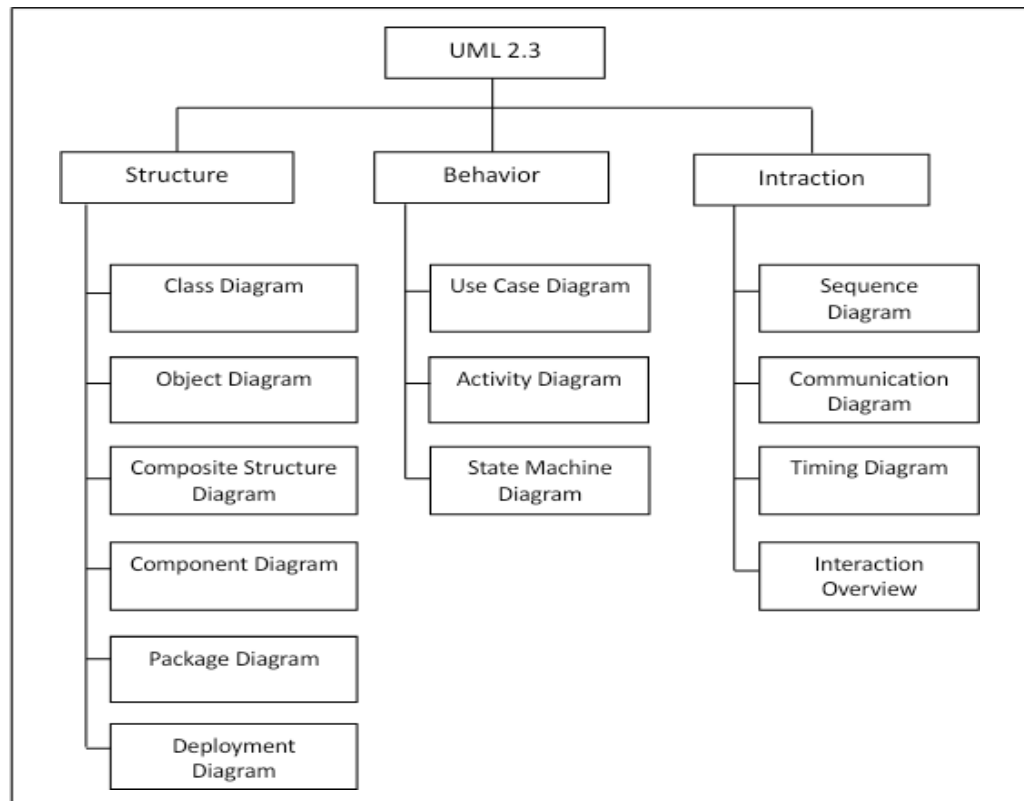 UML 2.3
Structure
Behavior
Intraction
Class Diagram
Object Diagram
Composite Structure
Diagram
Component Diagram
Package Diagram
Deployment
Diagram
Use Case Diagram
Activity Diagram
State Machine
Diagram
Sequence
Diagram
Communication
Diagram
Timing Diagram
Interaction
Overview